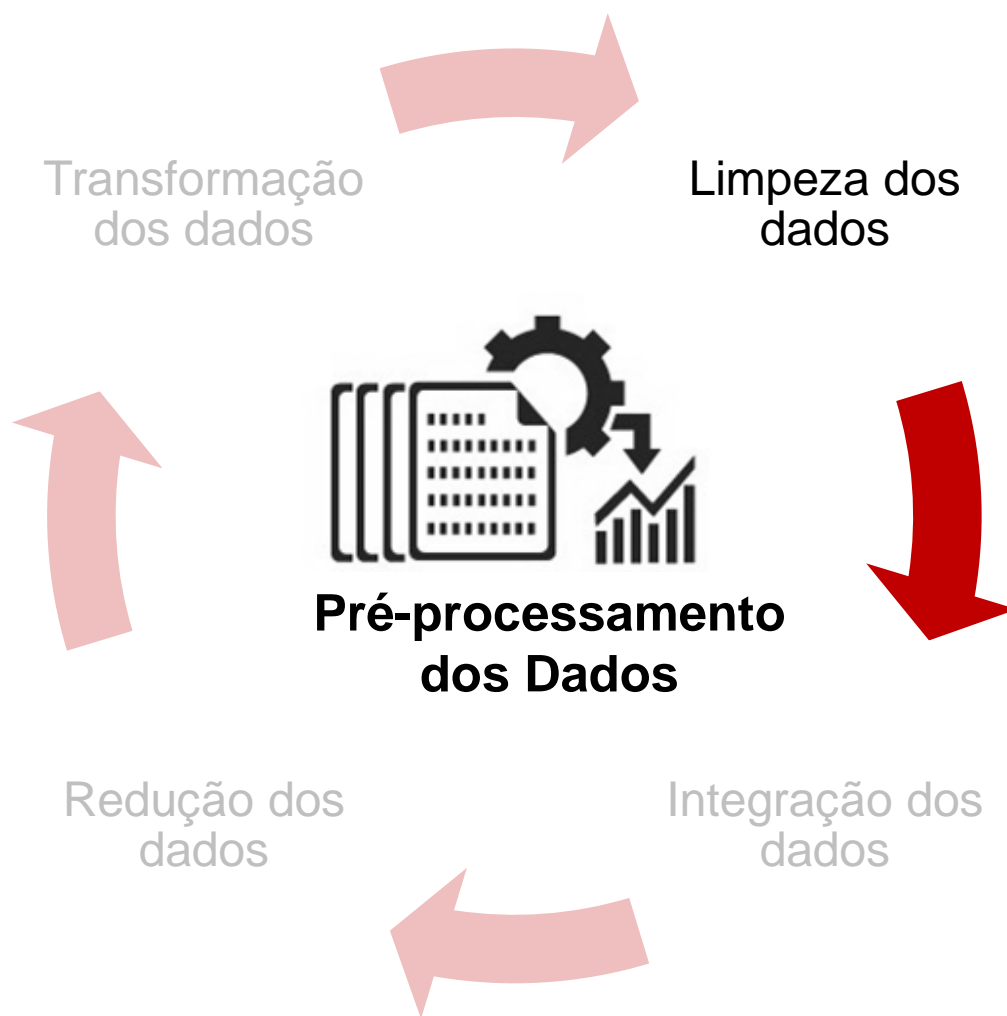 Transformação
dos dados
Limpeza dos
dados
Pré-processamento
dos Dados
Redução dos
dados
Integração dos
dados